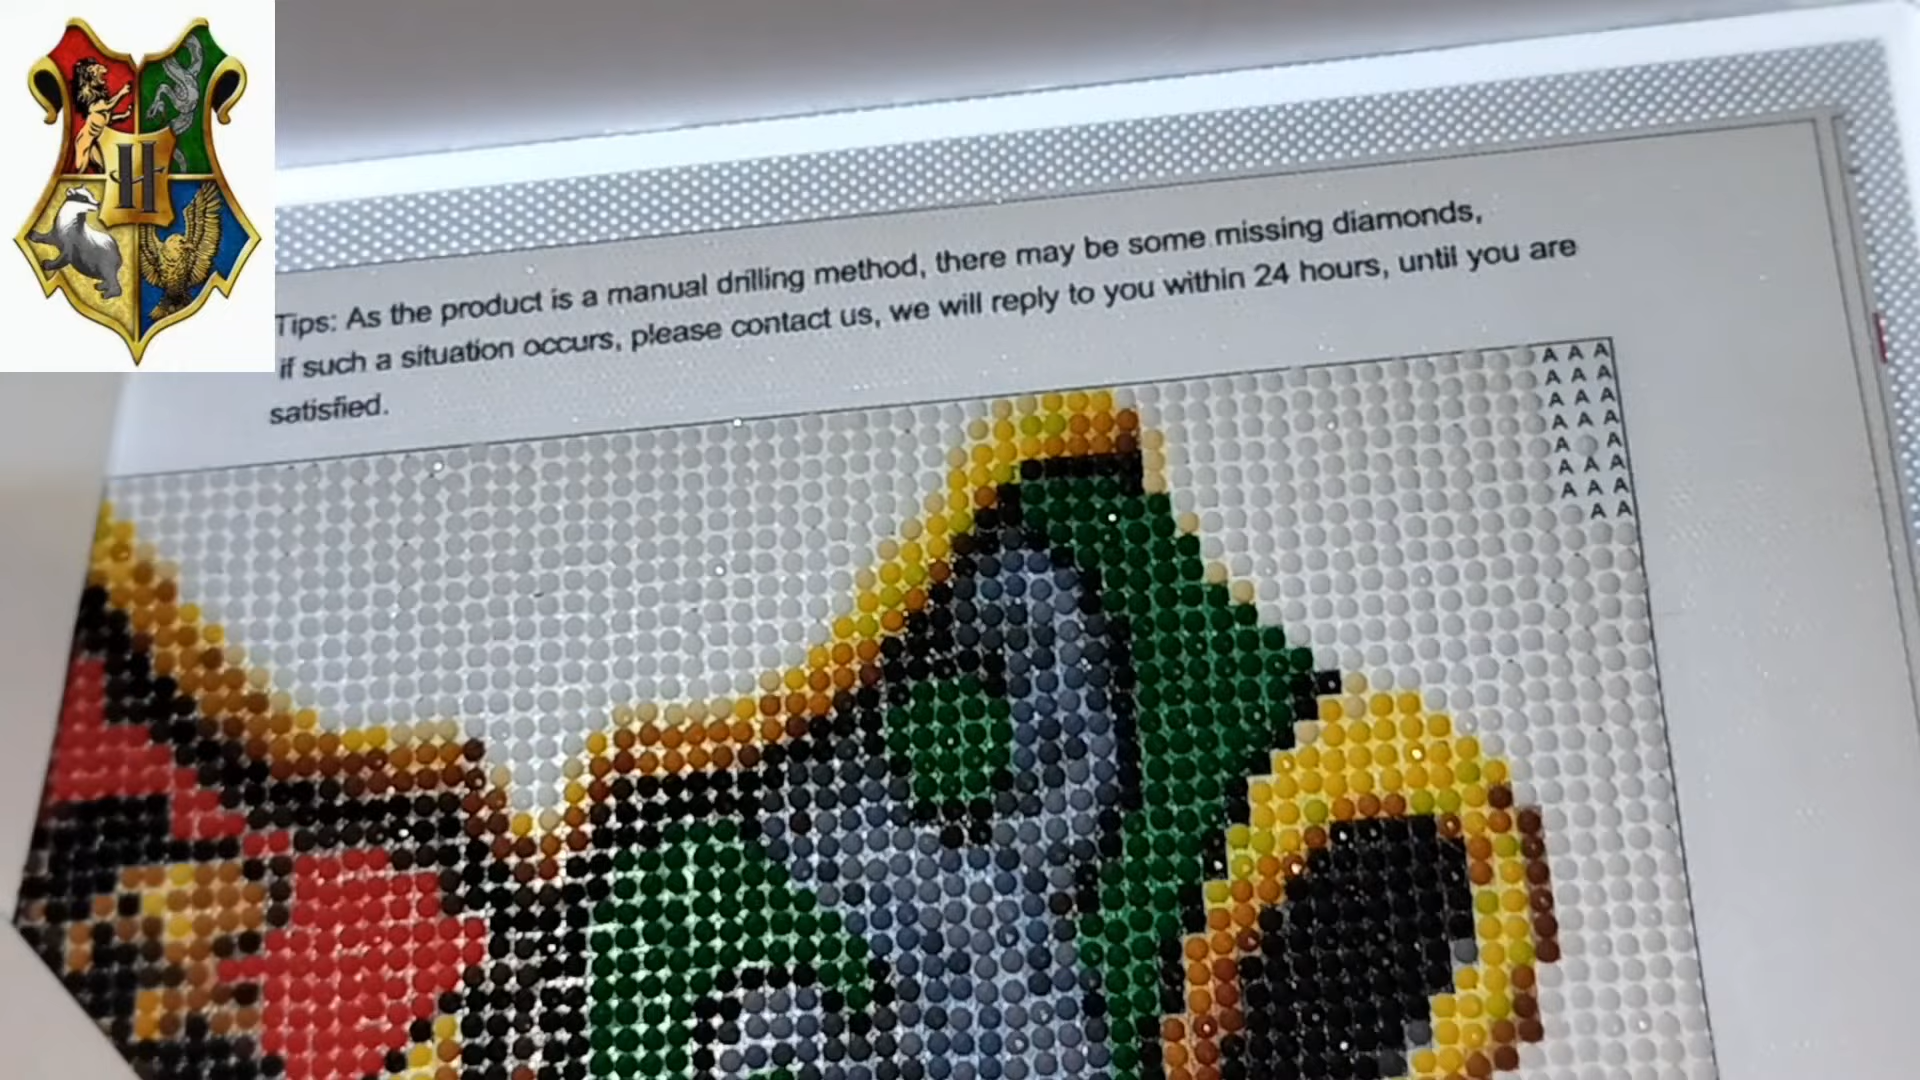 H
Tips: As the product is a manual drilling method, there may be some missing diamonds,
if such a situation occurs, please contact us, we will reply to you within 24 hours, until you are
satisfied.
A A A
A A A
A A A
A A A
A A
A A A
A A A
A A